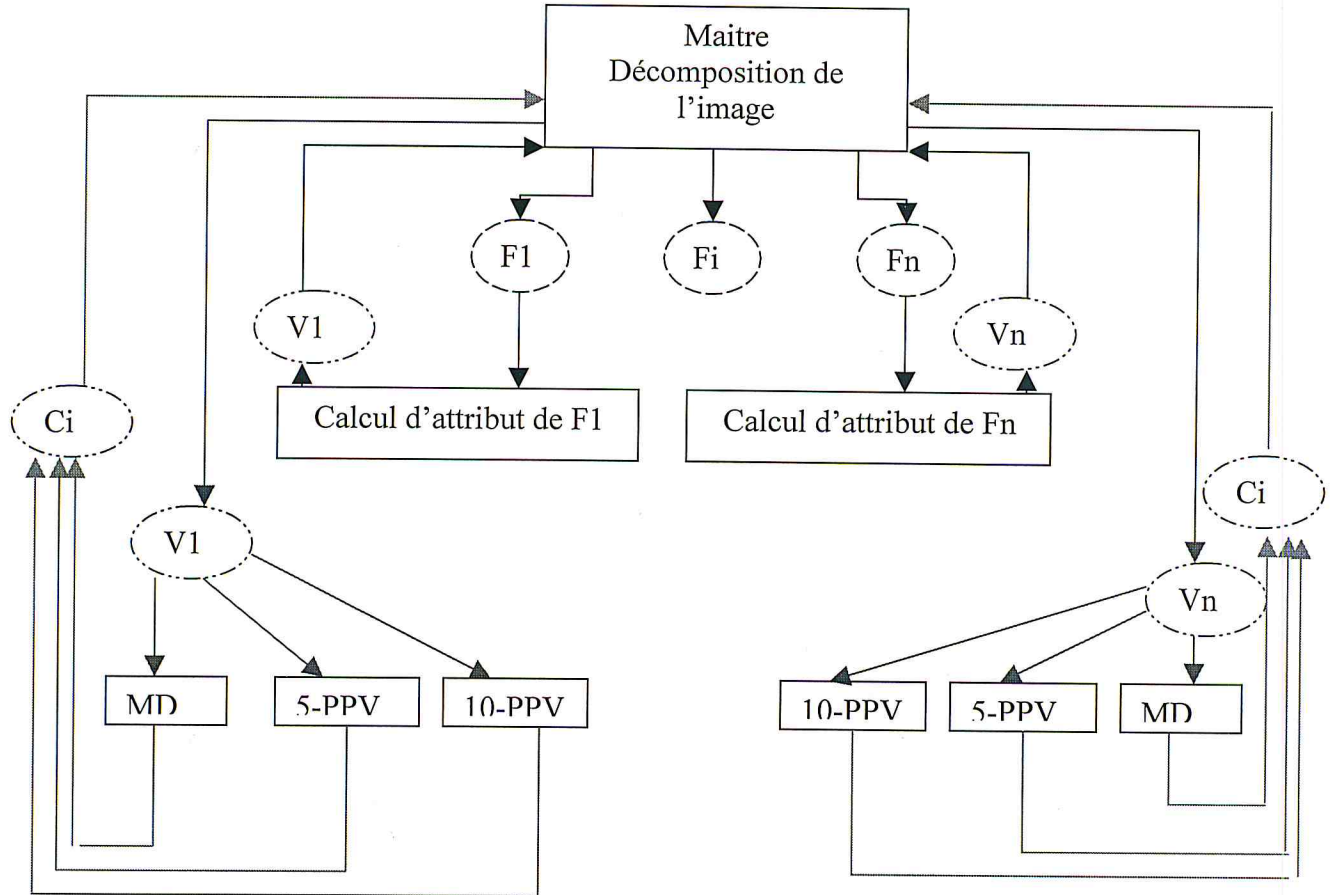 Maitre
Décomposition de
l'image
F1
Fi
Fn
V1
Vn
Calcul d'attribut de F1
Calcul d'attribut de Fn
Ci
Ci
V1
Vn
MD
5-PPV
10-PPV
10-PPV
5-PPV
MD